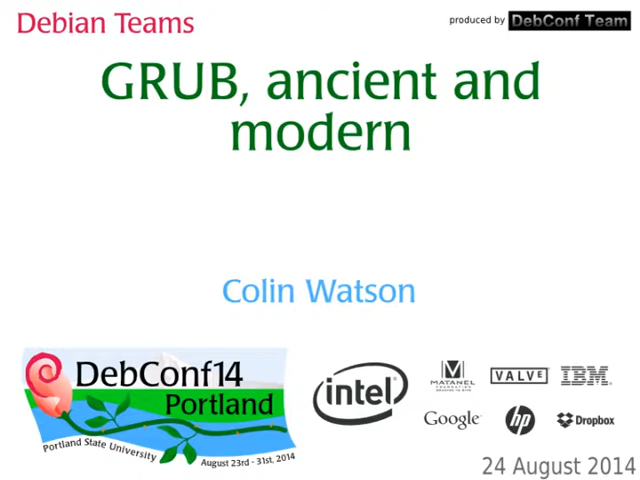 Debian Teams
produced by DebConf Team
GRUB, ancient and
modern
Colin Watson
DebConf14
Portland
Portland State University
August 23rd - 31st, 2014
intel
MATANEL
FOUNDATION
VALVE
IBM
Google
hp
Dropbox
24 August 2014